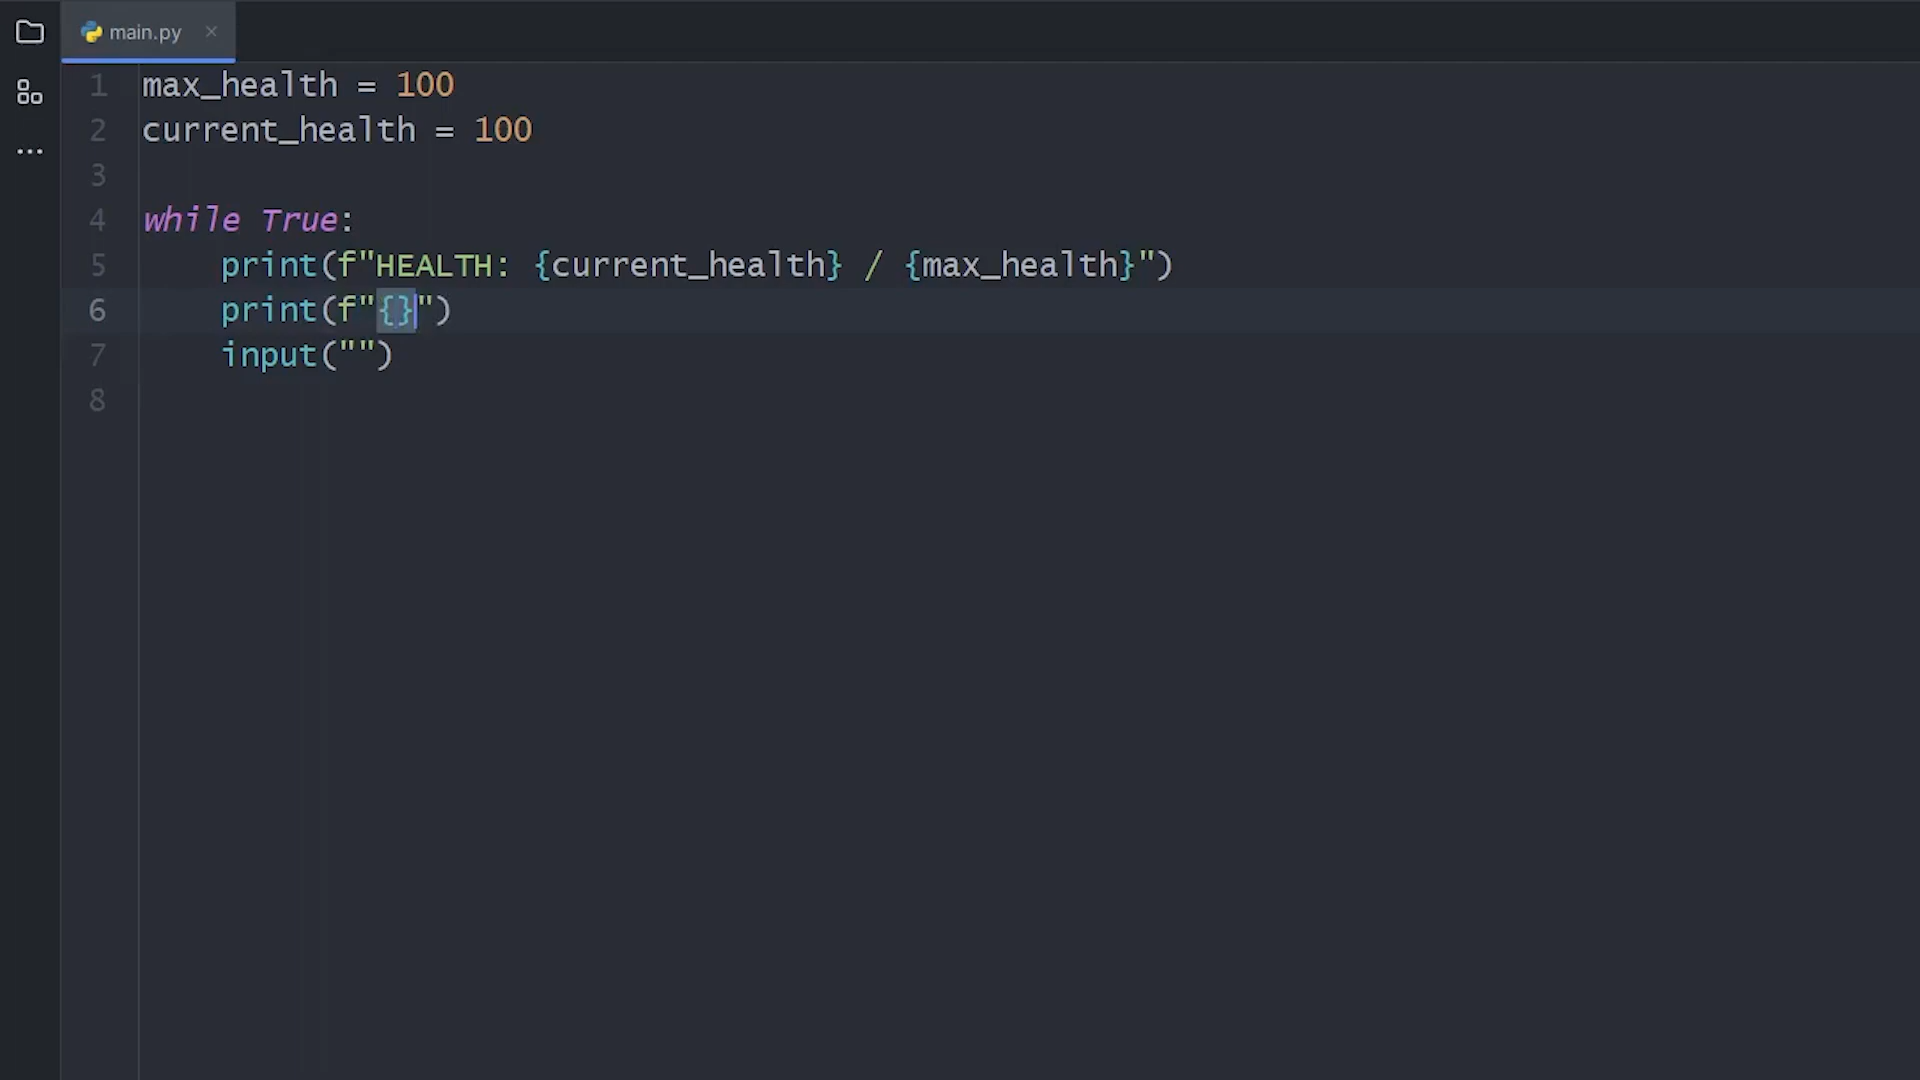 main.py
1 max_health = 100
2 current_health = 100
3
4 while True:
5     print(f"HEALTH: {current_health} / {max_health}")
6     print(f"{}")
7     input("")
8